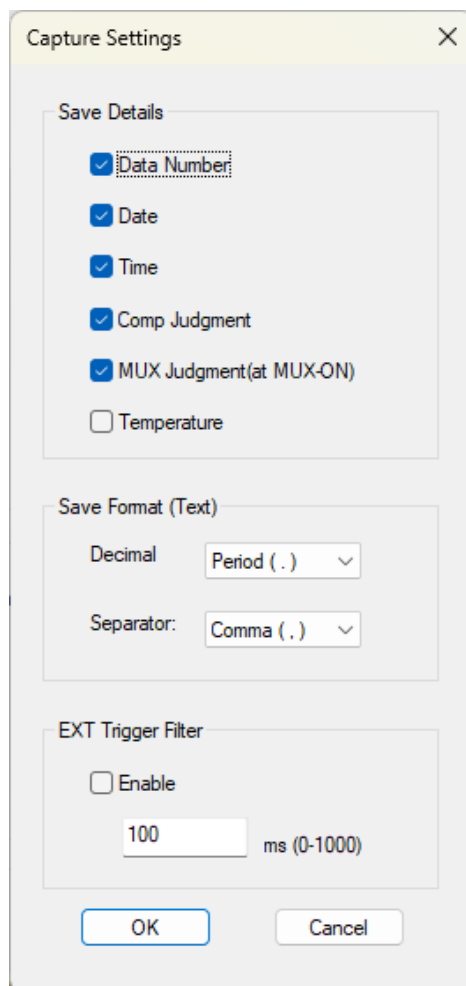 Capture Settings
Save Details
Data Number
Date
Time
Comp Judgment
MUX Judgment(at MUX-ON)
Temperature
Save Format (Text)
Decimal Period ( . )
Separator: Comma ( , )
EXT Trigger Filter
Enable
100 ms (0-1000)
OK Cancel